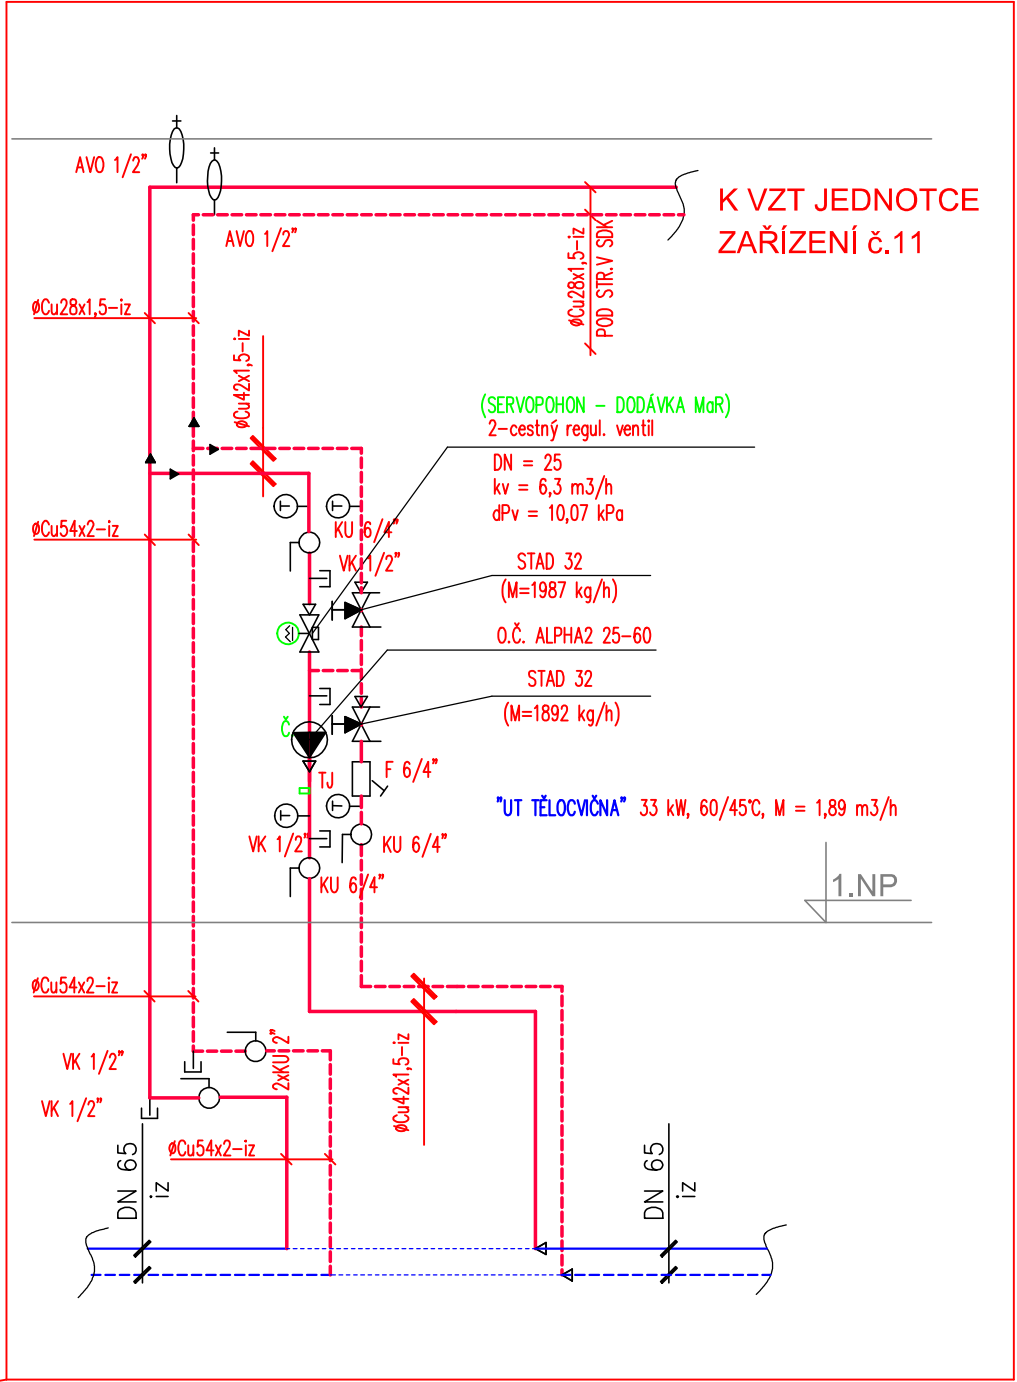 AVO 1/2"
K VZT JEDNOTCE
ZAŘÍZENÍ č.11
AVO 1/2"
øCu28x1,5-iz
POD STR.V SDK
øCu28x1,5-iz
øCu42x1,5-iz
(SERVOPOHON - DODÁVKA MaR)
2-cestný regul. ventil
DN = 25
kv = 6,3 m3/h
dPv = 10,07 kPa
T
T
KU 6/4"
øCu54x2-iz
VK 1/2"
STAD 32
(M=1987 kg/h)
O.Č. ALPHA2 25-60
STAD 32
(M=1892 kg/h)
Č
TJ
F 6/4"
T
T
"UT TĚLOCVIČNA" 33 kW, 60/45°C, M = 1,89 m3/h
VK 1/2"
KU 6/4"
KU 6/4"
1.NP
øCu54x2-iz
2xKU 2"
VK 1/2"
øCu42x1,5-iz
VK 1/2"
øCu54x2-iz
DN 65
iz
DN 65
iz